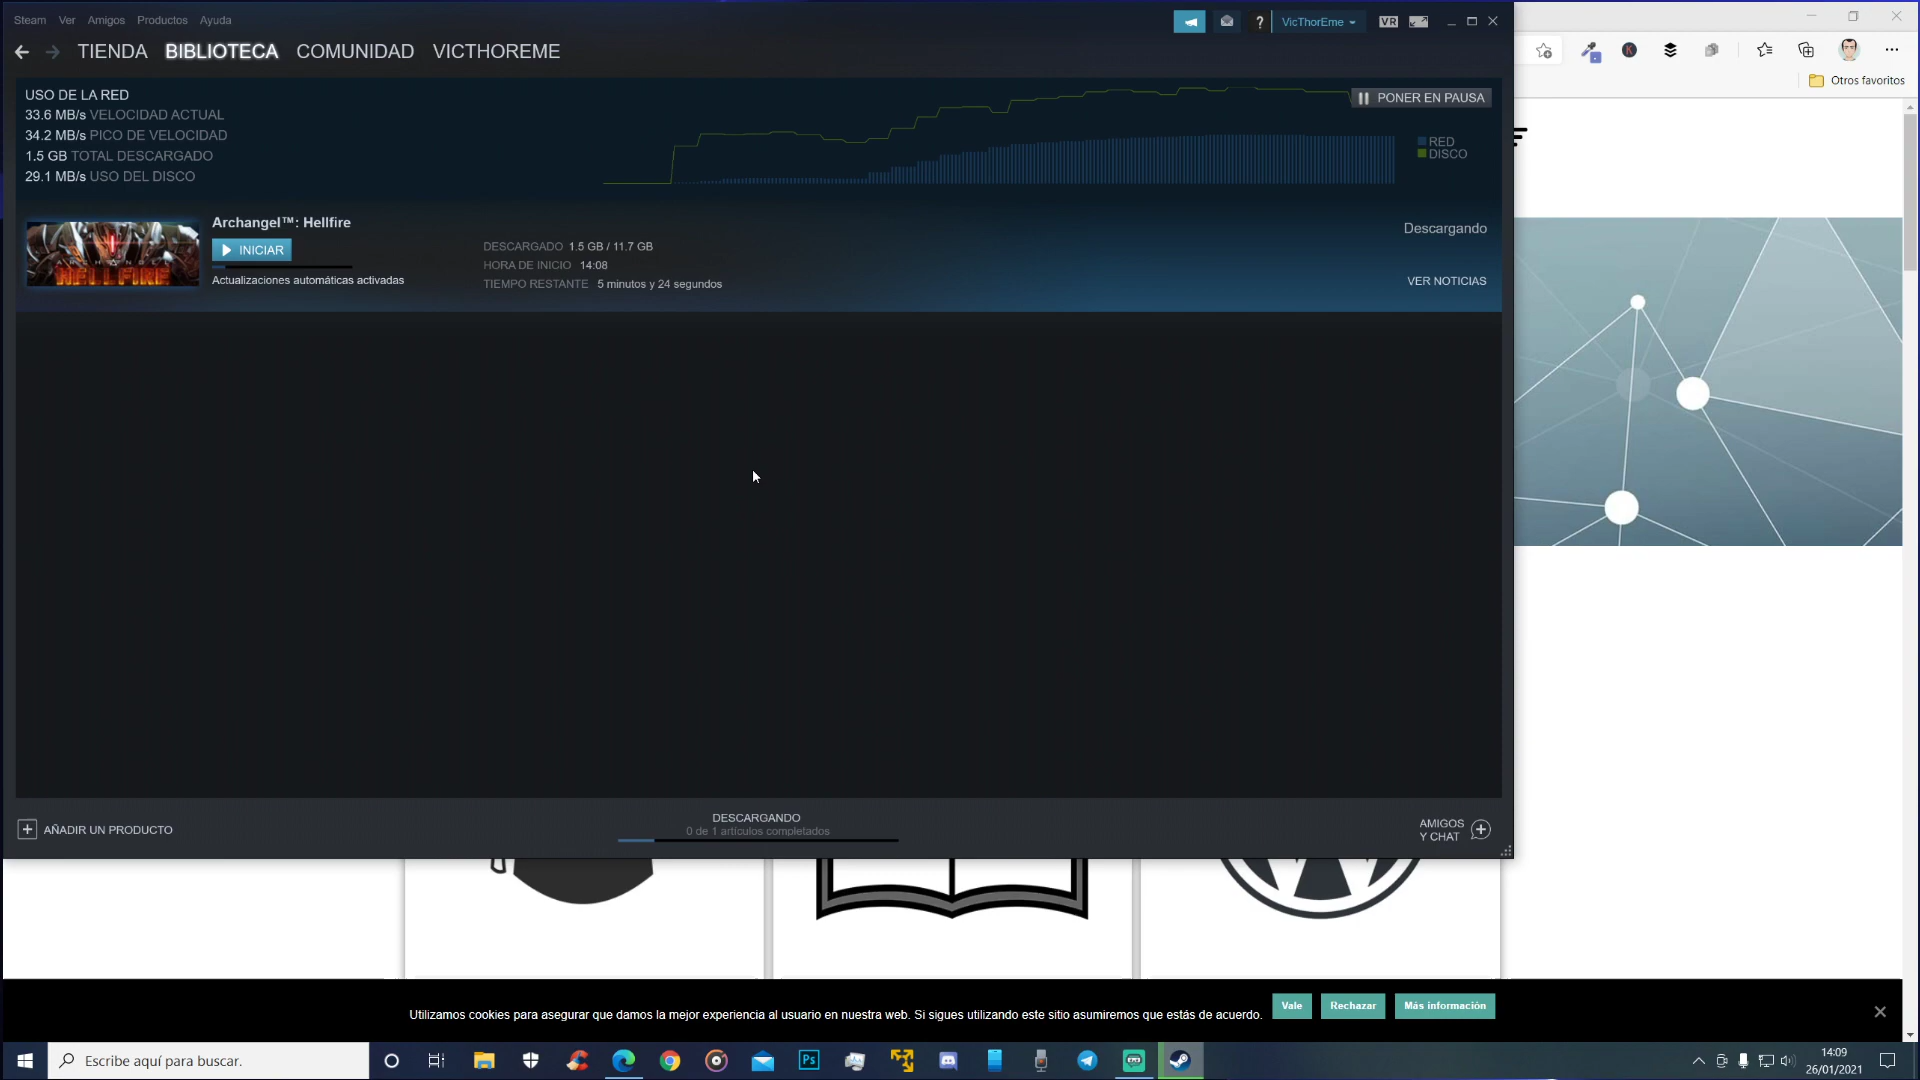 Steam Ver Amigos Productos Ayuda
VicThorEme
VR
TIENDA BIBLIOTECA COMUNIDAD VICTHOREME
Otros favoritos
USO DE LA RED
33.6 MB/s VELOCIDAD ACTUAL
34.2 MB/s PICO DE VELOCIDAD
1.5 GB TOTAL DESCARGADO
29.1 MB/s USO DEL DISCO
PONER EN PAUSA
RED
DISCO
Archangel™: Hellfire
INICIAR
Actualizaciones automáticas activadas
ARCHANGEL
HELLFIRE
DESCARGADO 1.5 GB / 11.7 GB
HORA DE INICIO 14:08
TIEMPO RESTANTE 5 minutos y 24 segundos
Descargando
VER NOTICIAS
AÑADIR UN PRODUCTO
DESCARGANDO
0 de 1 artículos completados
AMIGOS
Y CHAT
Utilizamos cookies para asegurar que damos la mejor experiencia al usuario en nuestra web. Si sigues utilizando este sitio asumiremos que estás de acuerdo.
Vale
Rechazar
Más información
Escribe aquí para buscar.
Ps
14:09
26/01/2021